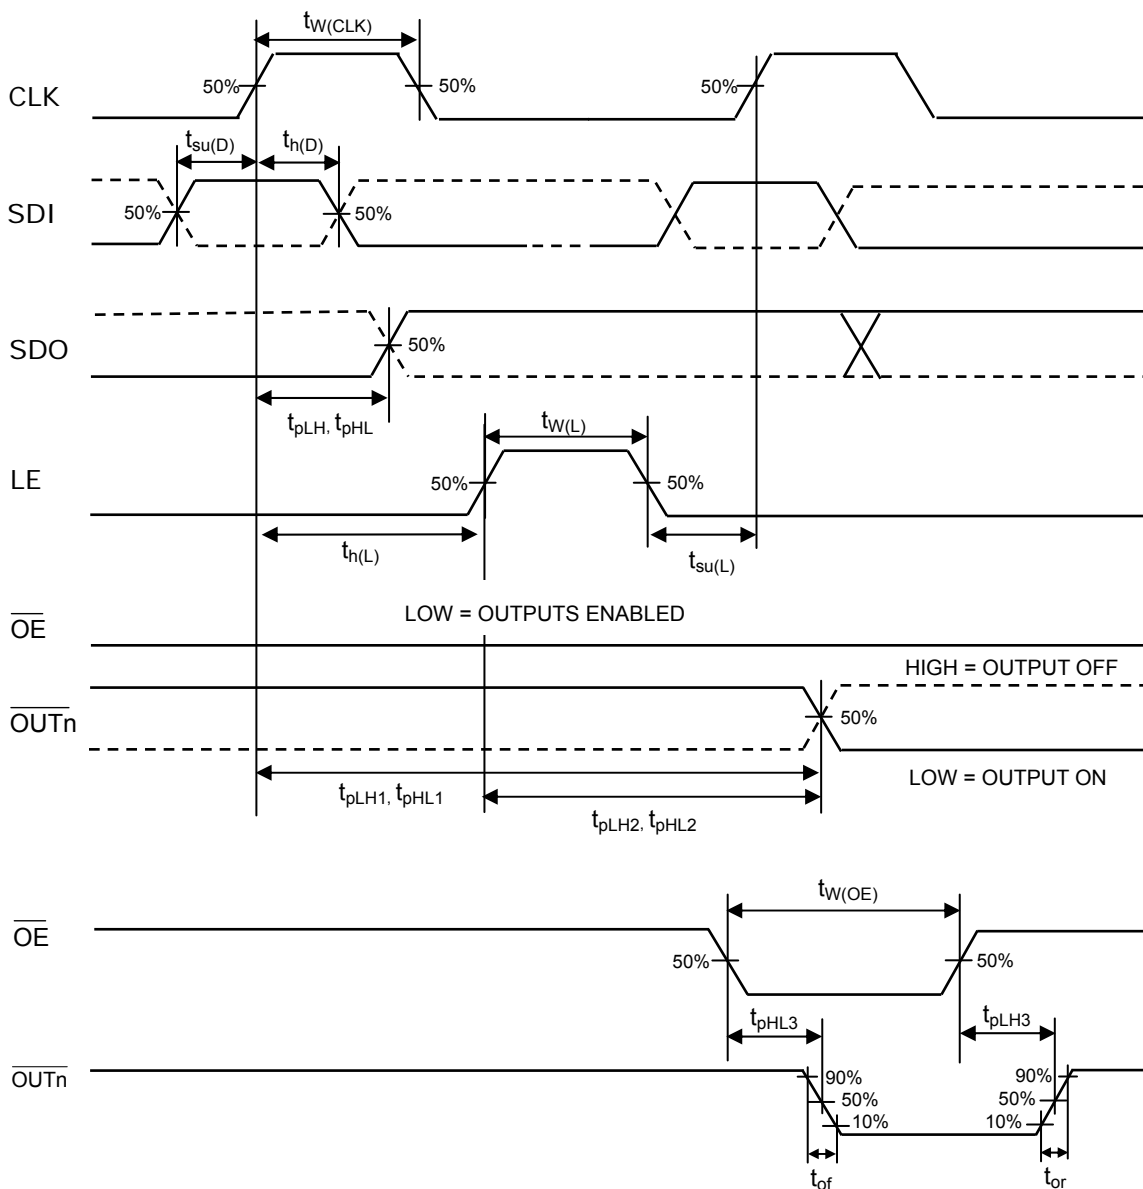 tW(CLK)
50%
50%
50%
CLK
tsu(D)
th(D)
50%
50%
SDI
50%
SDO
tpLH, tpHL
tW(L)
50%
50%
LE
th(L)
tsu(L)
LOW = OUTPUTS ENABLED
OE
HIGH = OUTPUT OFF
50%
OUTn
LOW = OUTPUT ON
tpLH1, tpHL1
tpLH2, tpHL2
tW(OE)
OE
50%
50%
tpHL3
tpLH3
OUTn
90%
90%
50%
50%
10%
10%
tof
tor